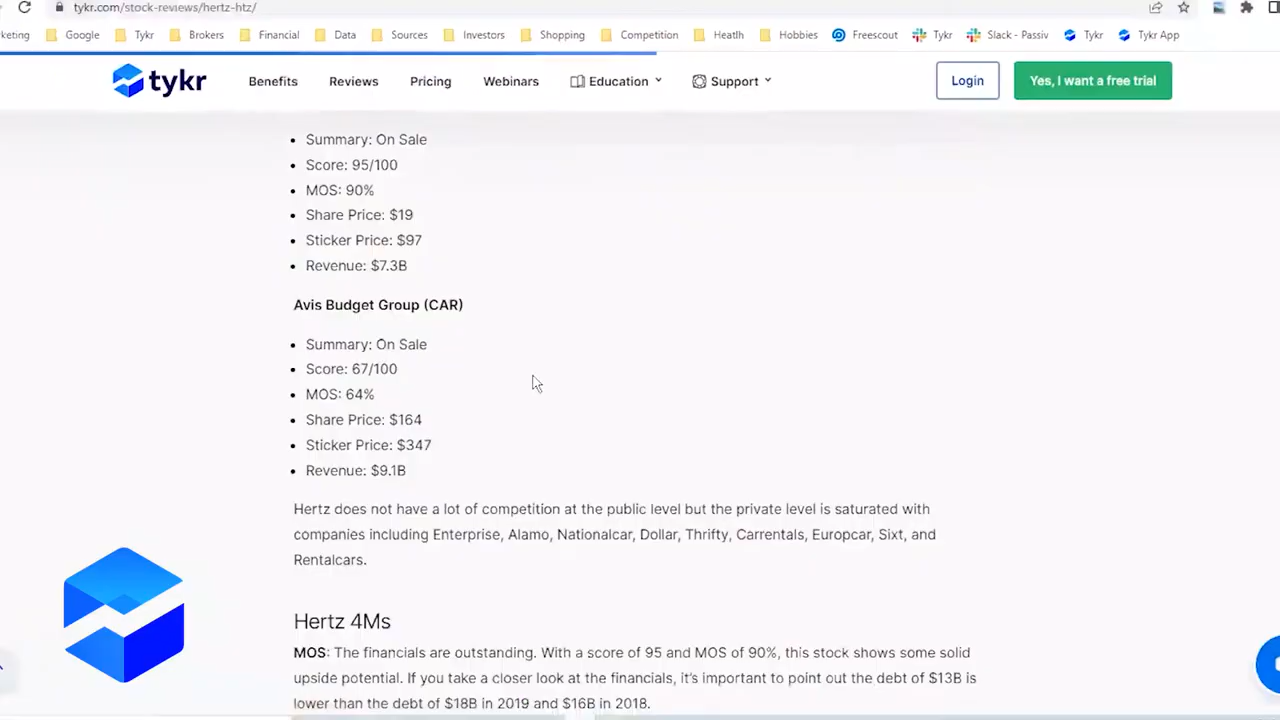 tykr.com/stock-reviews/hertz-htz/
keting Google Tykr Brokers Financial Data Sources Investors Shopping Competition Heatlh Hobbies Freescout Tykr Slack - Passiv Tykr Tykr App
tykr Benefits Reviews Pricing Webinars Education Support Login Yes, I want a free trial
• Summary: On Sale
• Score: 95/100
• MOS: 90%
• Share Price: $19
• Sticker Price: $97
• Revenue: $7.3B
Avis Budget Group (CAR)
• Summary: On Sale
• Score: 67/100
• MOS: 64%
• Share Price: $164
• Sticker Price: $347
• Revenue: $9.1B
Hertz does not have a lot of competition at the public level but the private level is saturated with
companies including Enterprise, Alamo, Nationalcar, Dollar, Thrifty, Carrentals, Europcar, Sixt, and
Rentalcars.
Hertz 4Ms
MOS: The financials are outstanding. With a score of 95 and MOS of 90%, this stock shows some solid
upside potential. If you take a closer look at the financials, it's important to point out the debt of $13B is
lower than the debt of $18B in 2019 and $16B in 2018.